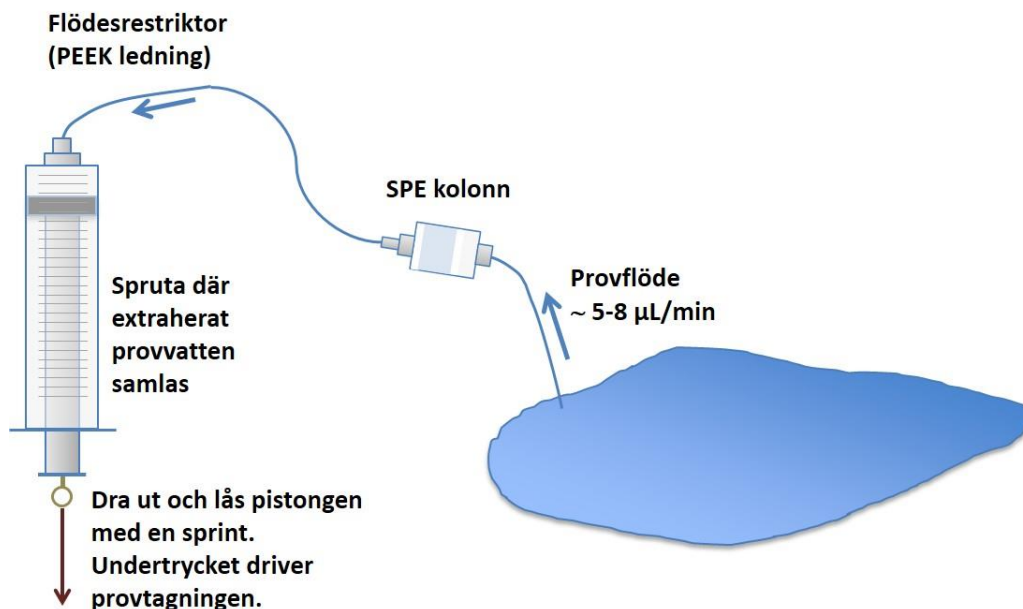 Flödesrestriktor
(PEEK ledning)
SPE kolonn
Provflöde
~ 5-8 µL/min
Spruta där
extraherat
provvatten
samlas
Dra ut och lås pistongen
med en sprint.
Undertrycket driver
provtagningen.